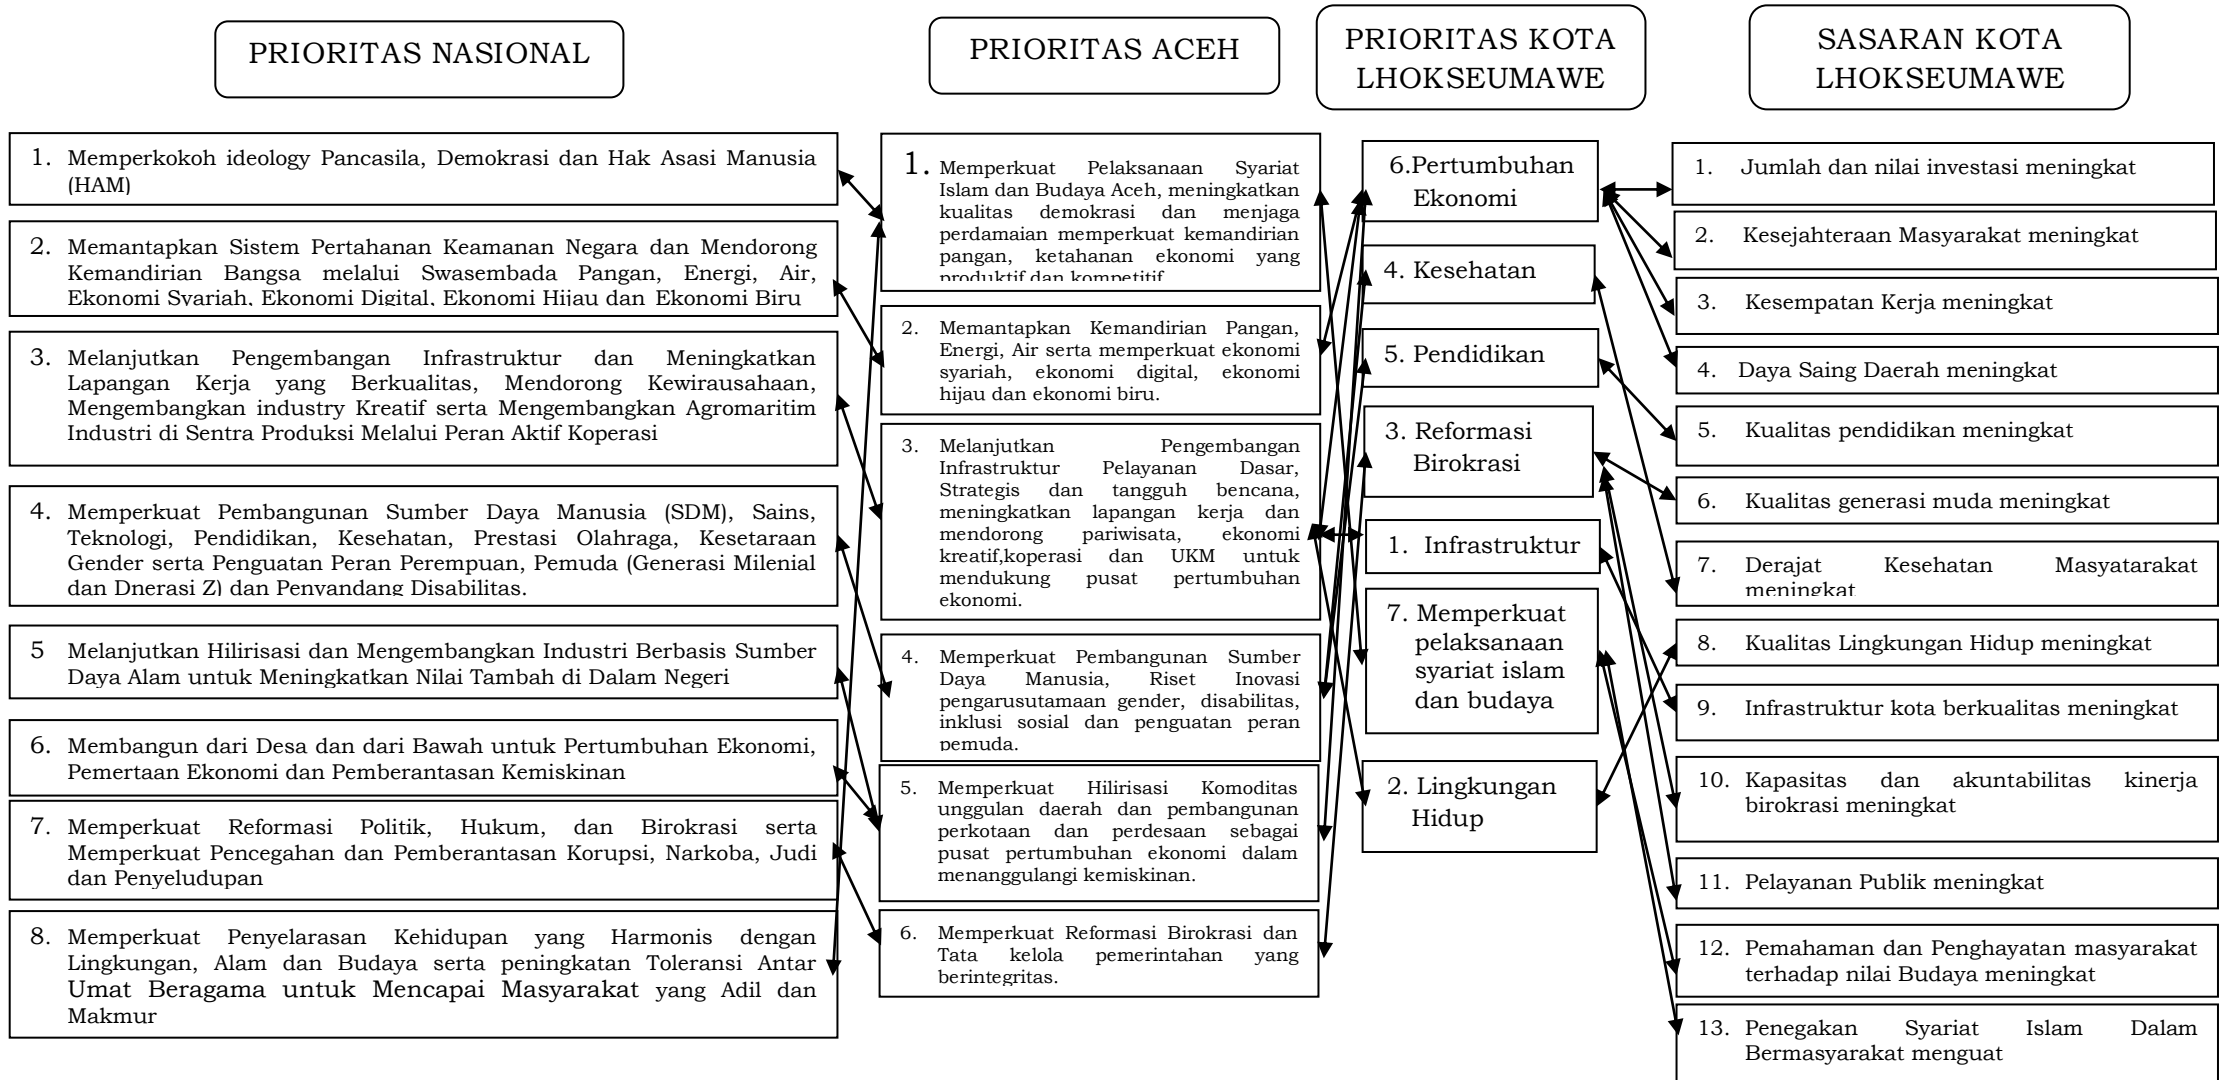 PRIORITAS NASIONAL
1. Memperkokoh ideology Pancasila, Demokrasi dan Hak Asasi Manusia
(HAM)
2. Memantapkan Sistem Pertahanan Keamanan Negara dan Mendorong
Kemandirian Bangsa melalui Swasembada Pangan, Energi, Air,
Ekonomi Syariah, Ekonomi Digital, Ekonomi Hijau dan Ekonomi Biru
3. Melanjutkan Pengembangan Infrastruktur dan Meningkatkan
Lapangan Kerja yang Berkualitas, Mendorong Kewirausahaan,
Mengembangkan industry Kreatif serta Mengembangkan Agromaritim
Industri di Sentra Produksi Melalui Peran Aktif Koperasi
4. Memperkuat Pembangunan Sumber Daya Manusia (SDM), Sains,
Teknologi, Pendidikan, Kesehatan, Prestasi Olahraga, Kesetaraan
Gender serta Penguatan Peran Perempuan, Pemuda (Generasi Milenial
dan Dnerasi Z) dan Penyandang Disabilitas.
5 Melanjutkan Hilirisasi dan Mengembangkan Industri Berbasis Sumber
Daya Alam untuk Meningkatkan Nilai Tambah di Dalam Negeri
6. Membangun dari Desa dan dari Bawah untuk Pertumbuhan Ekonomi,
Pemertaan Ekonomi dan Pemberantasan Kemiskinan
7. Memperkuat Reformasi Politik, Hukum, dan Birokrasi serta
Memperkuat Pencegahan dan Pemberantasan Korupsi, Narkoba, Judi
dan Penyeludupan
8. Memperkuat Penyelarasan Kehidupan yang Harmonis dengan
Lingkungan, Alam dan Budaya serta peningkatan Toleransi Antar
Umat Beragama untuk Mencapai Masyarakat yang Adil dan
Makmur
PRIORITAS ACEH
1. Memperkuat Pelaksanaan Syariat
Islam dan Budaya Aceh, meningkatkan
kualitas demokrasi dan menjaga
perdamaian memperkuat kemandirian
pangan, ketahanan ekonomi yang
produktif dan kompetitif
2. Memantapkan Kemandirian Pangan,
Energi, Air serta memperkuat ekonomi
syariah, ekonomi digital, ekonomi
hijau dan ekonomi biru.
3. Melanjutkan Pengembangan
Infrastruktur Pelayanan Dasar,
Strategis dan tangguh bencana,
meningkatkan lapangan kerja dan
mendorong pariwisata, ekonomi
kreatif,koperasi dan UKM untuk
mendukung pusat pertumbuhan
ekonomi.
4. Memperkuat Pembangunan Sumber
Daya Manusia, Riset Inovasi
pengarusutamaan gender, disabilitas,
inklusi sosial dan penguatan peran
pemuda.
5. Memperkuat Hilirisasi Komoditas
unggulan daerah dan pembangunan
perkotaan dan perdesaan sebagai
pusat pertumbuhan ekonomi dalam
menanggulangi kemiskinan.
6. Memperkuat Reformasi Birokrasi dan
Tata kelola pemerintahan yang
berintegritas.
PRIORITAS KOTA
LHOKSEUMAWE
6.Pertumbuhan
Ekonomi
4. Kesehatan
5. Pendidikan
3. Reformasi
Birokrasi
1. Infrastruktur
7. Memperkuat
pelaksanaan
syariat islam
dan budaya
2. Lingkungan
Hidup
SASARAN KOTA
LHOKSEUMAWE
1. Jumlah dan nilai investasi meningkat
2. Kesejahteraan Masyarakat meningkat
3. Kesempatan Kerja meningkat
4. Daya Saing Daerah meningkat
5. Kualitas pendidikan meningkat
6. Kualitas generasi muda meningkat
7. Derajat Kesehatan Masyatarakat
meningkat
8. Kualitas Lingkungan Hidup meningkat
9. Infrastruktur kota berkualitas meningkat
10. Kapasitas dan akuntabilitas kinerja
birokrasi meningkat
11. Pelayanan Publik meningkat
12. Pemahaman dan Penghayatan masyarakat
terhadap nilai Budaya meningkat
13. Penegakan Syariat Islam Dalam
Bermasyarakat menguat